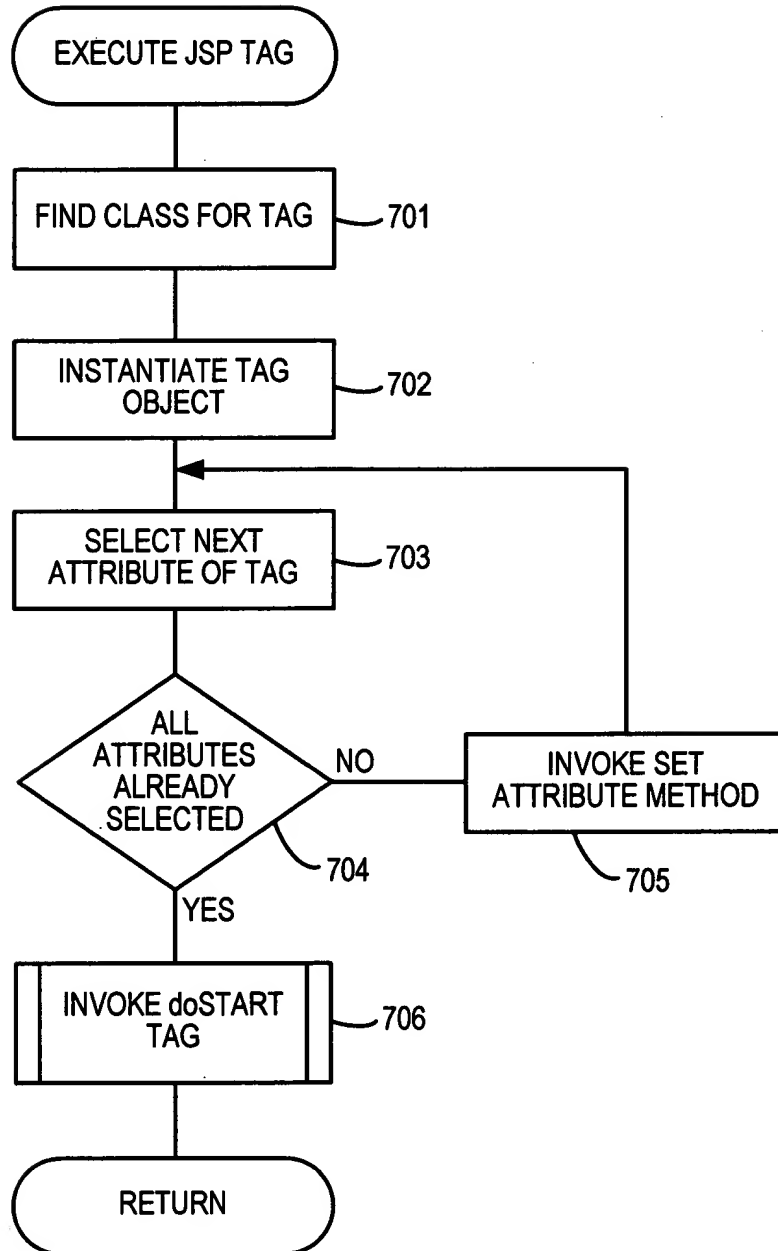 EXECUTE JSP TAG
FIND CLASS FOR TAG
701
INSTANTIATE TAG
OBJECT
702
SELECT NEXT
ATTRIBUTE OF TAG
703
ALL
ATTRIBUTES
ALREADY
SELECTED
704
NO
INVOKE SET
ATTRIBUTE METHOD
705
YES
INVOKE doSTART
TAG
706
RETURN